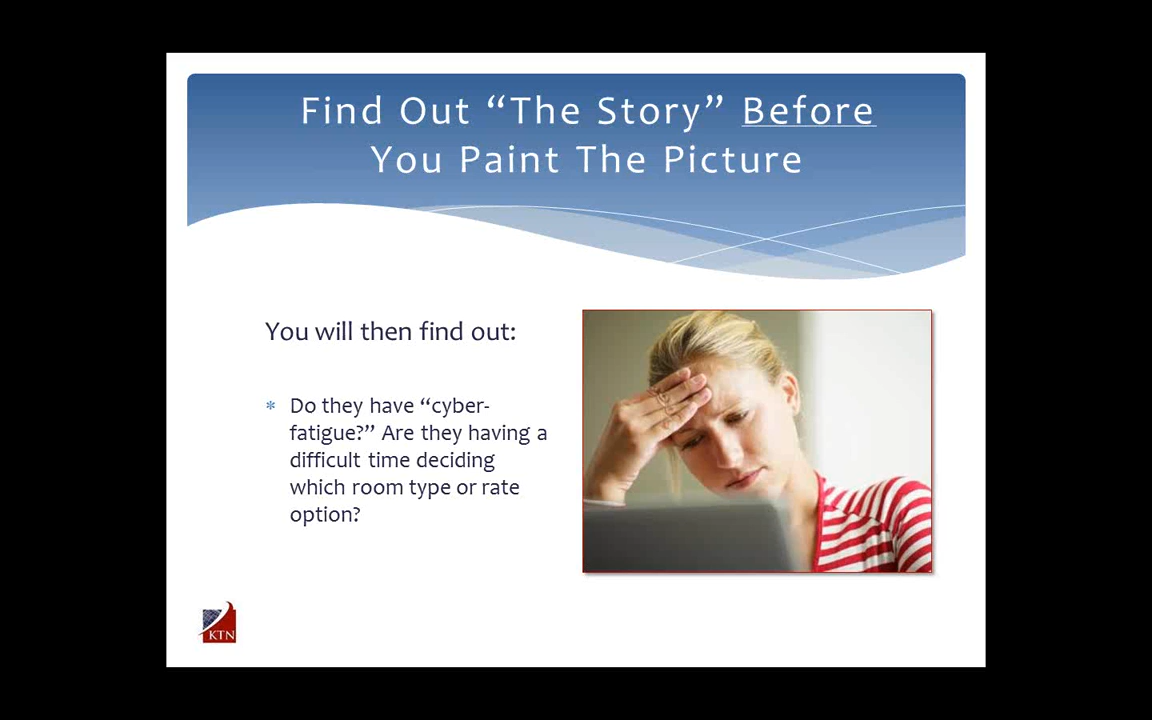 Find Out “The Story” Before
You Paint The Picture
You will then find out:
* Do they have “cyber-
fatigue?” Are they having a
difficult time deciding
which room type or rate
option?
KTN